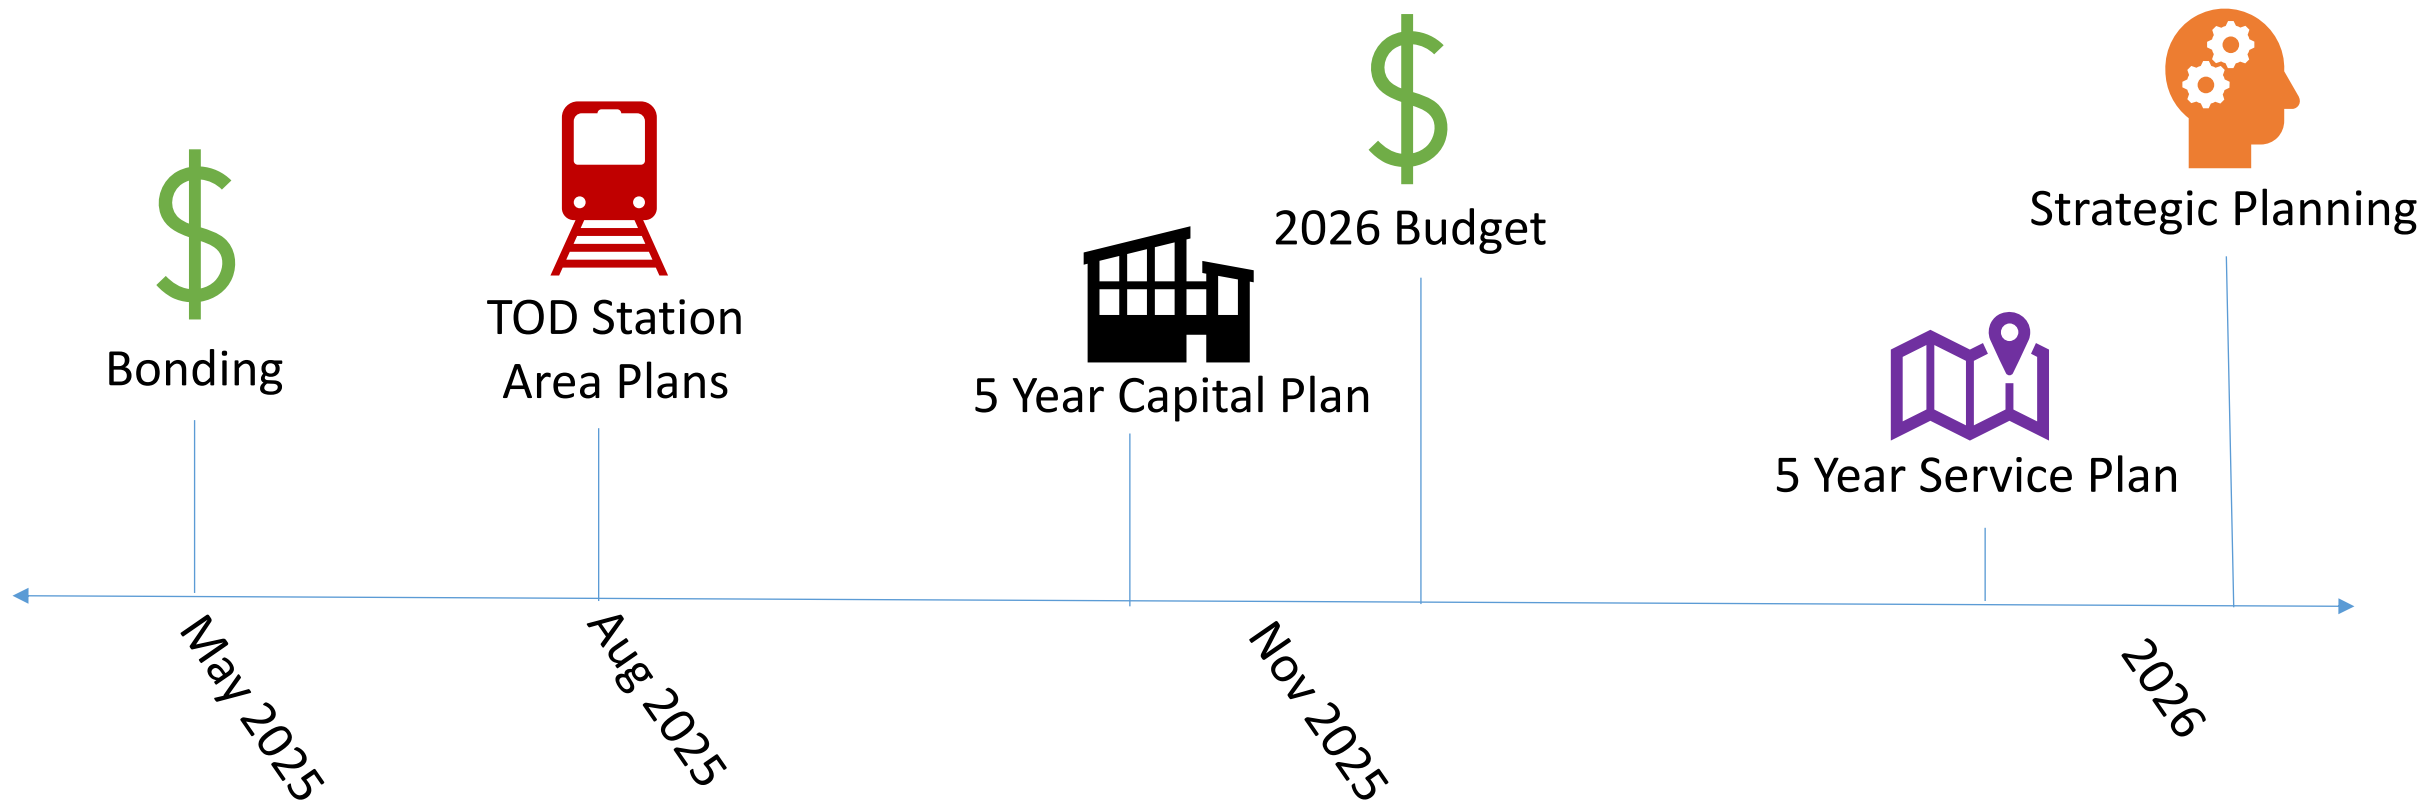 Bonding
TOD Station
Area Plans
5 Year Capital Plan
2026 Budget
5 Year Service Plan
Strategic Planning
May 2025
Aug 2025
Nov 2025
2026